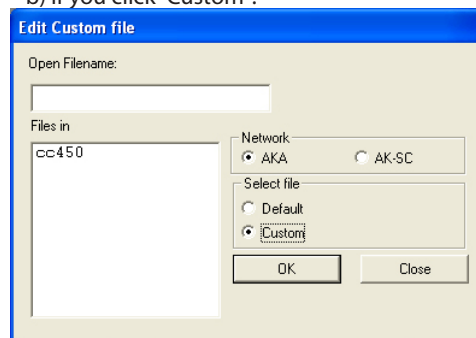 b) If you click "Custom":
Edit Custom file
Open Filename:
Files in
cc450
Network
AKA
AK-SC
Select file
Default
Custom
OK
Close